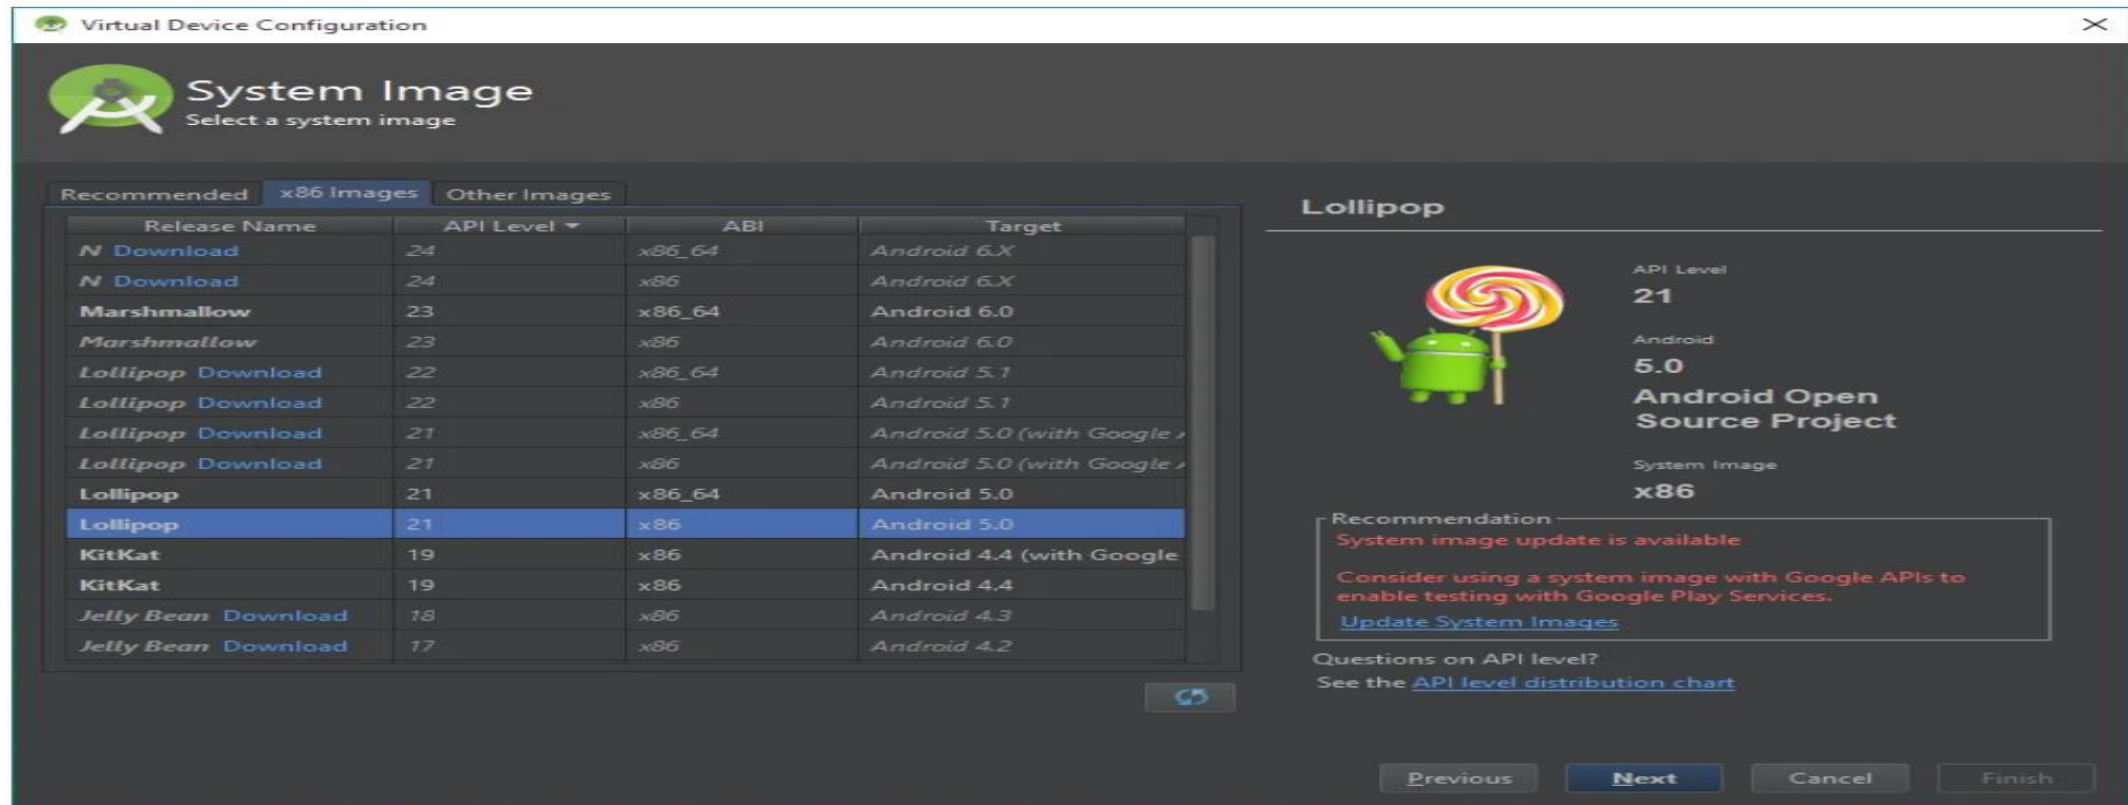 Virtual Device Configuration
System Image
Select a system image
Recommended x86 Images Other Images
Release Name API Level ABI Target
N Download 24 x86_64 Android 6.X
N Download 24 x86 Android 6.X
Marshmallow 23 x86_64 Android 6.0
Marshmallow 23 x86 Android 6.0
Lollipop Download 22 x86_64 Android 5.1
Lollipop Download 22 x86 Android 5.1
Lollipop Download 21 x86_64 Android 5.0 (with Google
Lollipop Download 21 x86 Android 5.0 (with Google
Lollipop 21 x86_64 Android 5.0
Lollipop 21 x86 Android 5.0
KitKat 19 x86 Android 4.4 (with Google
KitKat 19 x86 Android 4.4
Jelly Bean Download 18 x86 Android 4.3
Jelly Bean Download 17 x86 Android 4.2
Lollipop
API Level
21
Android
5.0
Android Open
Source Project
System Image
x86
Recommendation
System image update is available
Consider using a system image with Google APIs to
enable testing with Google Play Services.
Update System Images
Questions on API level?
See the API level distribution chart
Previous Next Cancel Finish